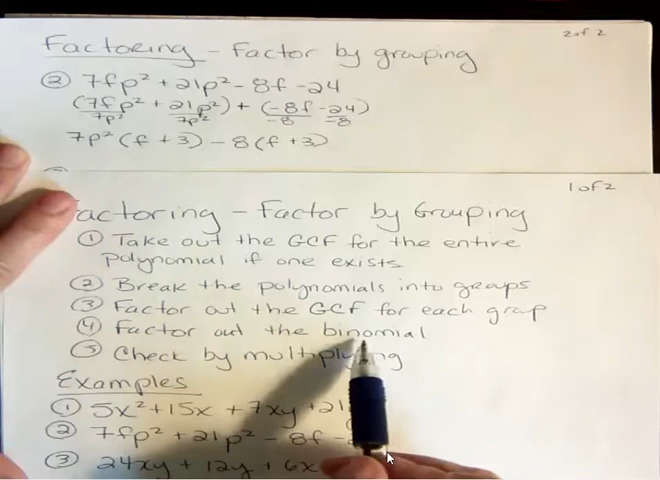 2 of 2
Factoring - Factor by grouping
② 7fp² + 21p² - 8f - 24
(7fp² + 21p²) + (-8f - 24)
7p² 7p² -8 -8
7p² (f + 3) - 8 (f + 3)
1 of 2
actoring - Factor by Grouping
① Take out the GCF for the entire
polynomial if one exists
② Break the polynomials into groups
③ Factor out the GCF for each group
④ Factor out the binomial
⑤ Check by multiplying
Examples
① 5x² + 15x + 7xy + 21
② 7fp² + 21p² - 8f -
③ 24xy + 12y + 6x